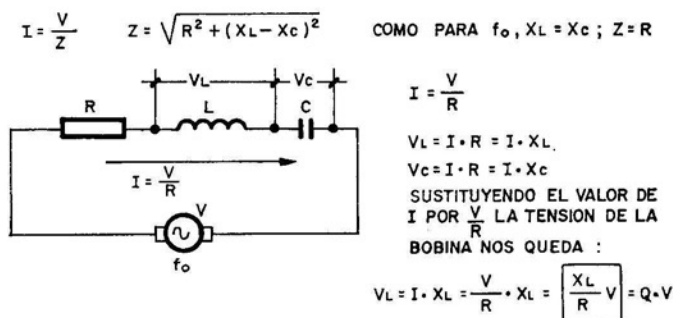 I = V/Z   Z = √(R² + (XL − Xc)²)   COMO PARA fo, XL = Xc ; Z = R
VL   Vc
R   L   C
I = V/R
V
fo
I = V/R
VL = I · R = I · XL.
Vc = I · R = I · Xc
SUSTITUYENDO EL VALOR DE
I POR V/R LA TENSION DE LA
BOBINA NOS QUEDA :
VL = I · XL = V/R · XL = XL/R V = Q · V